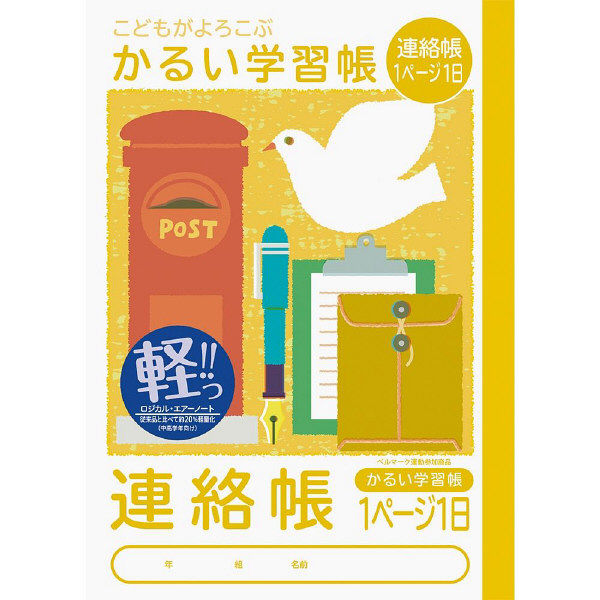 こどもがよろこぶ
かるい学習帳
連絡帳
1ページ1日
POST
軽!!っ
ロジカル・エアーノート
従来品と比べて約20%軽量化
(中高学年向け)
ベルマーク運動参加商品
かるい学習帳
連絡帳
1ページ1日
年 組 名前